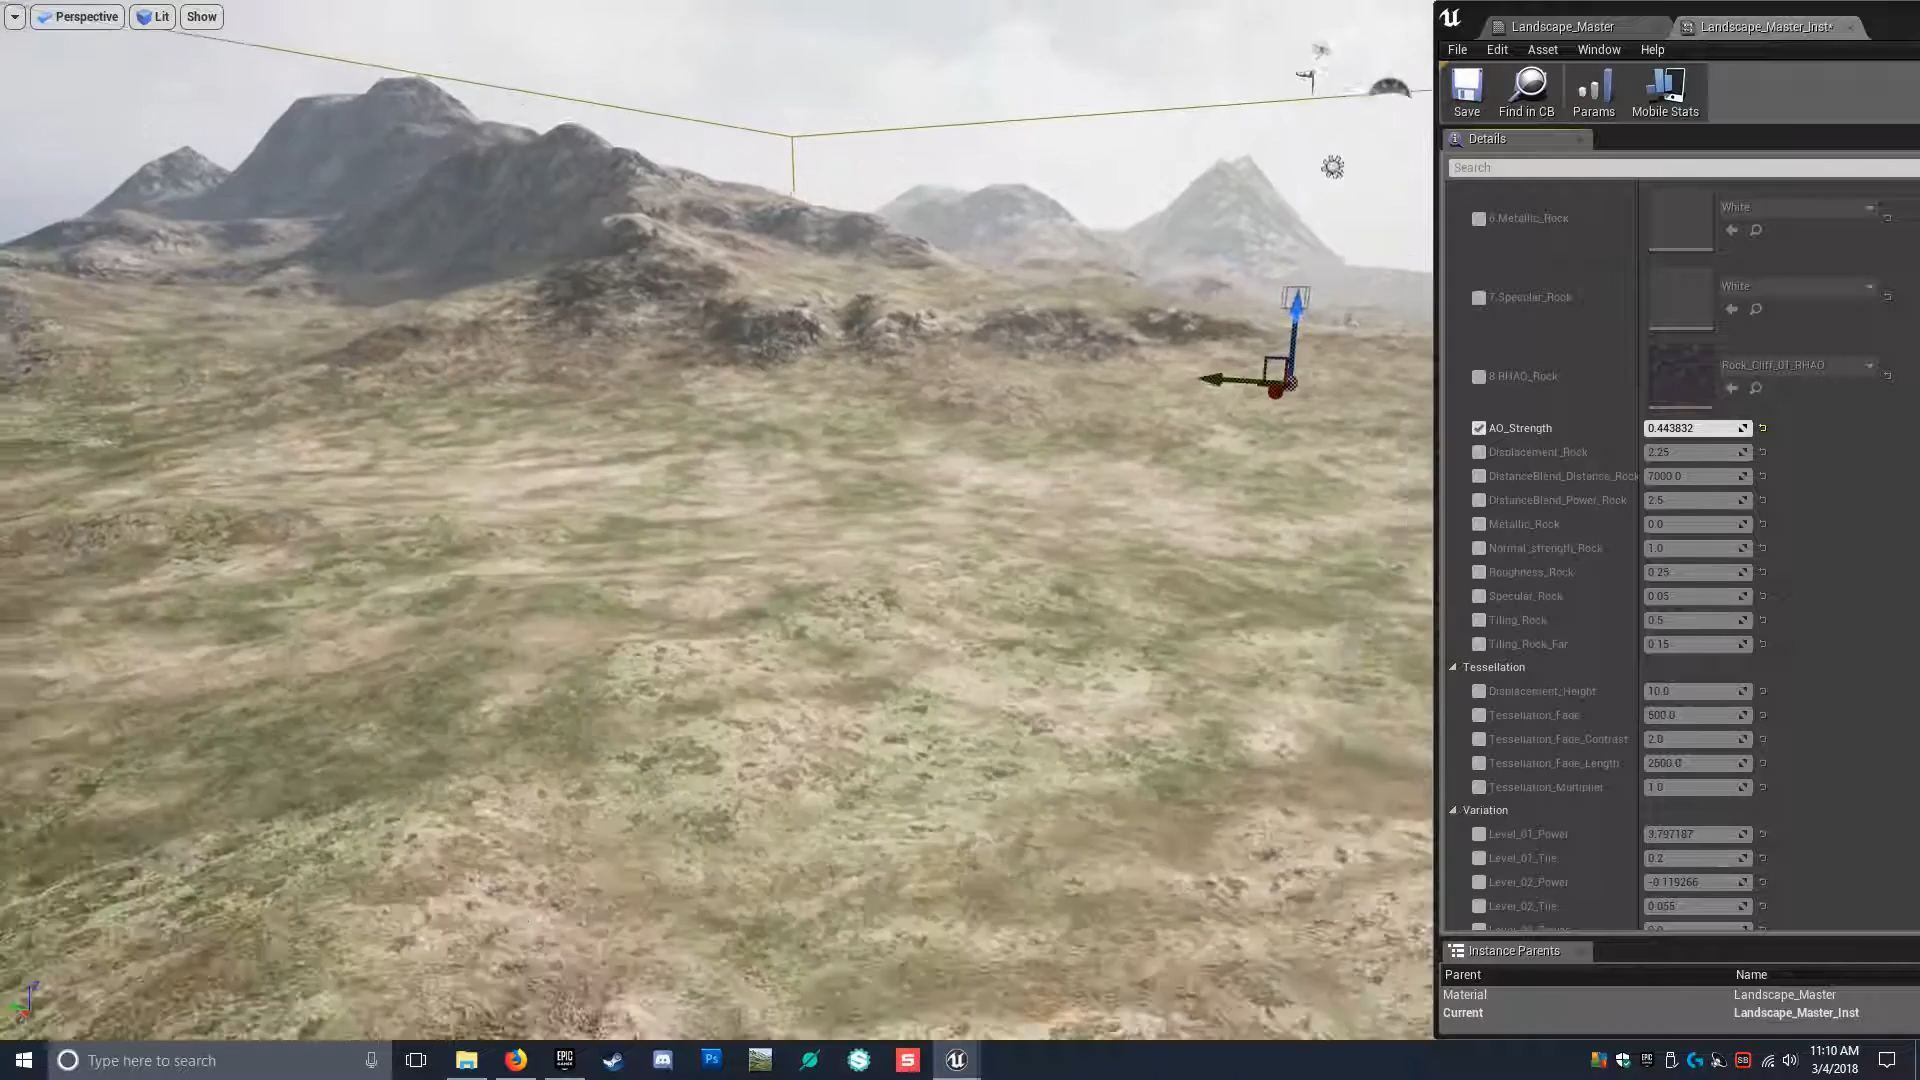 Perspective
Lit
Show
Landscape_Master
Landscape_Master_Inst*
File
Edit
Asset
Window
Help
Save
Find in CB
Params
Mobile Stats
Details
Search
6.Metallic_Rock
White
7.Specular_Rock
White
8.RHAO_Rock
Rock_Cliff_01_RHAO
AO_Strength
0.443832
Displacement_Rock
2.25
DistanceBlend_Distance_Rock
7000.0
DistanceBlend_Power_Rock
2.5
Metallic_Rock
0.0
Normal_strength_Rock
1.0
Roughness_Rock
0.25
Specular_Rock
0.05
Tiling_Rock
0.5
Tiling_Rock_Far
0.15
Tessellation
Displacement_Height
10.0
Tessellation_Fade
500.0
Tessellation_Fade_Contrast
2.0
Tessellation_Fade_Length
2500.0
Tessellation_Multiplier
1.0
Variation
Level_01_Power
3.797187
Level_01_Tile
0.2
Level_02_Power
-0.119266
Level_02_Tile
0.055
Instance Parents
Parent
Name
Material
Landscape_Master
Current
Landscape_Master_Inst
Type here to search
EPIC
GAMES
Ps
S
SB
11:10 AM
3/4/2018